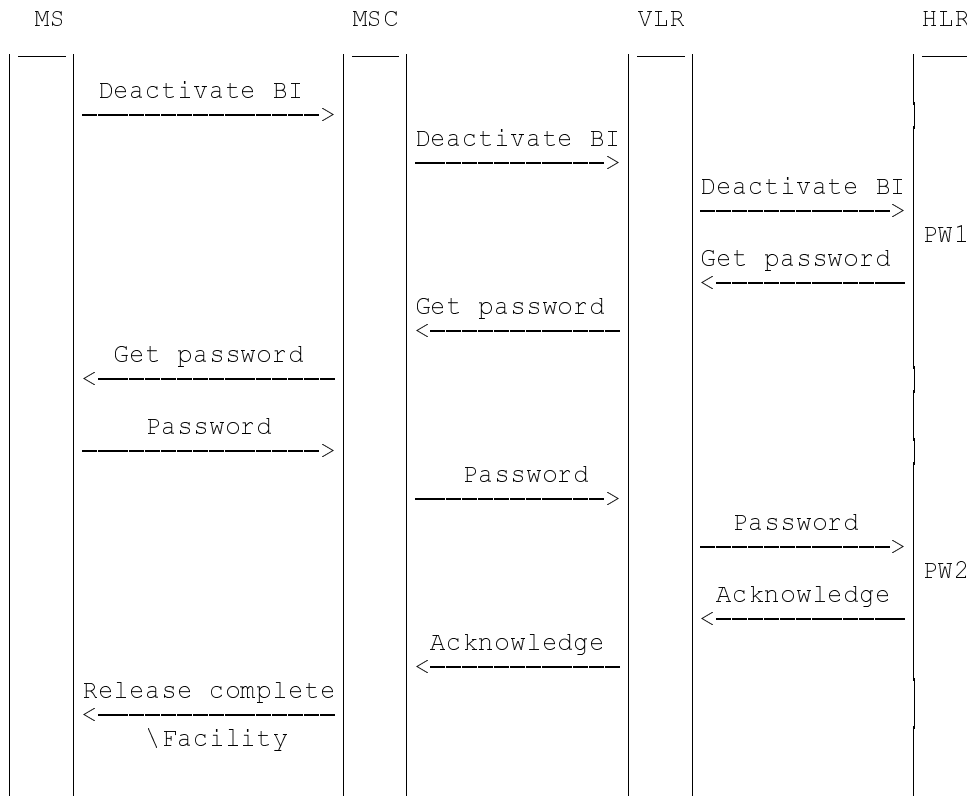 MS MSC VLR HLR
Deactivate BI
Deactivate BI
Deactivate BI
PW1
Get password
Get password
Get password
Password
Password
Password
PW2
Acknowledge
Acknowledge
Release complete
\Facility